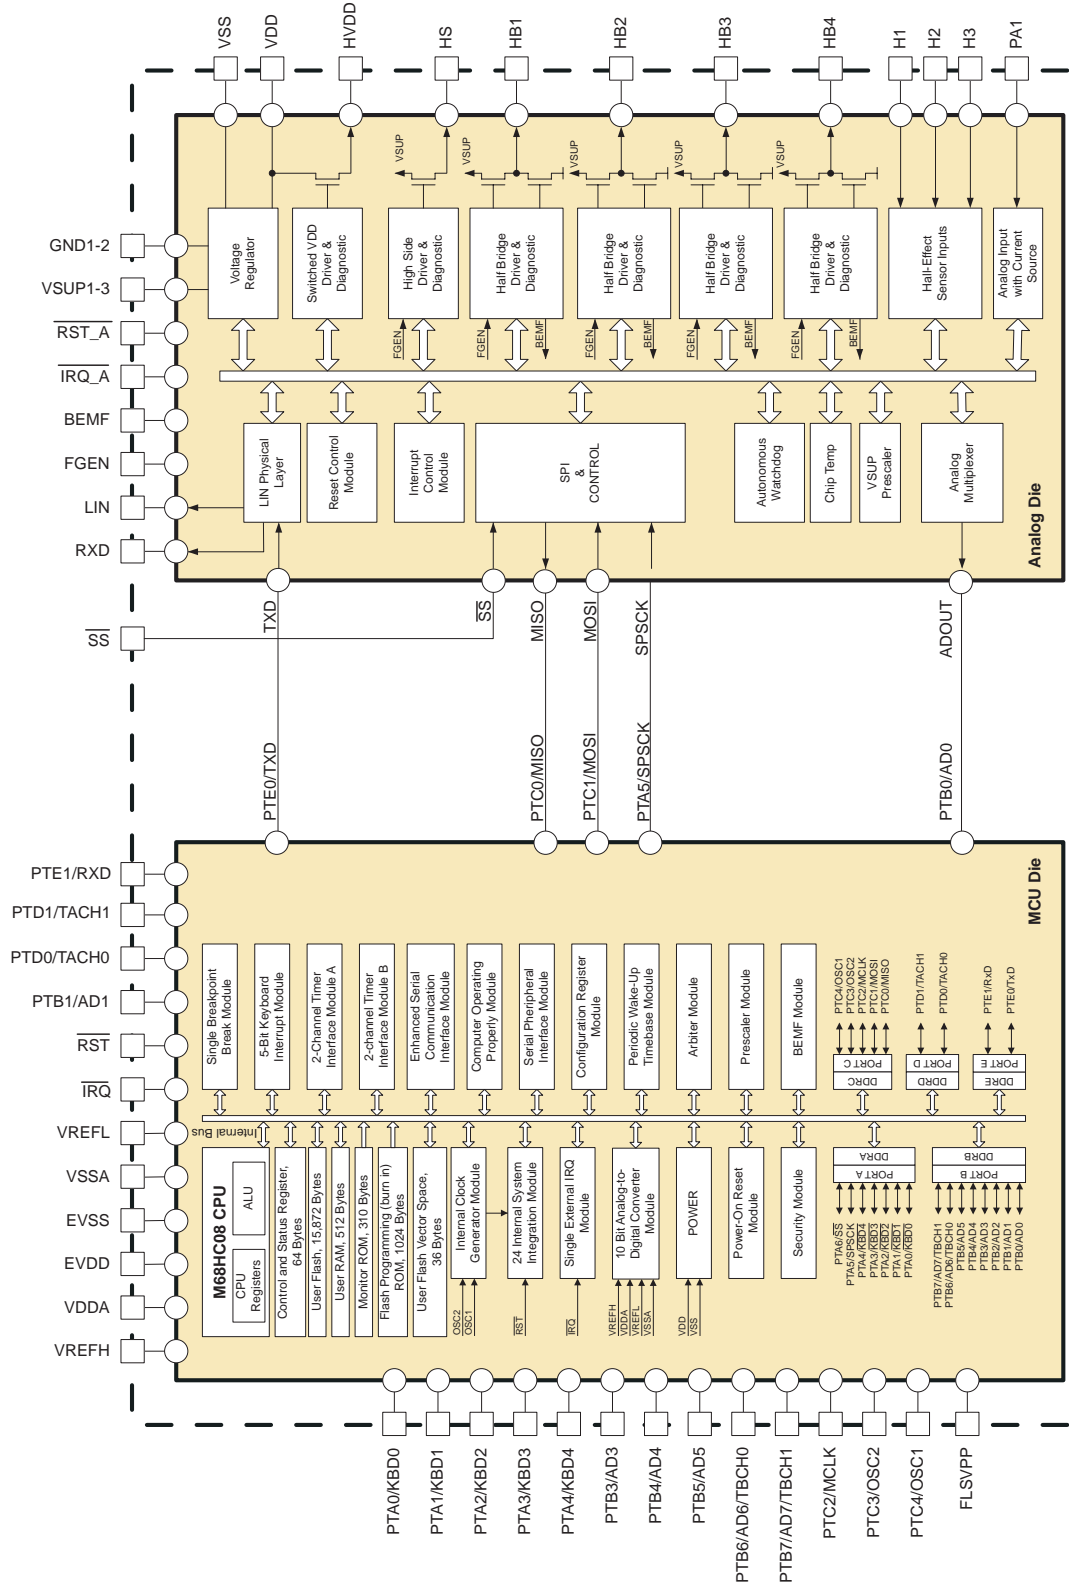 VSS
VDD
HVDD
HS
HB1
HB2
HB3
HB4
H1
H2
H3
PA1
GND1-2
VSUP1-3
RST_A
IRQ_A
BEMF
FGEN
LIN
RXD
SS
VSUP
VSUP
VSUP
VSUP
VSUP
Voltage
Regulator
Switched VDD
Driver &
Diagnostic
High Side
Driver &
Diagnostic
Half Bridge
Driver &
Diagnostic
Half Bridge
Driver &
Diagnostic
Half Bridge
Driver &
Diagnostic
Half Bridge
Driver &
Diagnostic
Hall-Effect
Sensor Inputs
Analog Input
with Current
Source
FGEN
FGEN
BEMF
FGEN
BEMF
BEMF
FGEN
BEMF
LIN Physical
Layer
Reset Control
Module
Interrupt
Control
Module
SPI
&
CONTROL
Autonomous
Watchdog
Chip Temp
VSUP
Prescaler
Analog
Multiplexer
Analog Die
TXD
SS
MISO
MOSI
SPSCK
ADOUT
PTE0/TXD
PTC0/MISO
PTC1/MOSI
PTA5/SPSCK
PTB0/AD0
PTE1/RXD
PTD1/TACH1
PTD0/TACH0
PTB1/AD1
RST
IRQ
VREFL
VSSA
EVSS
EVDD
VDDA
VREFH
MCU Die
Single Breakpoint
Break Module
5-Bit Keyboard
Interrupt Module
2-Channel Timer
Interface Module A
2-channel Timer
Interface Module B
Enhanced Serial
Communication
Interface Module
Computer Operating
Properly Module
Serial Pheripheral
Interface Module
Configuration Register
Module
Periodic Wake-Up
Timebase Module
Arbiter Module
Prescaler Module
BEMF Module
PTC4/OSC1
PTC3/OSC2
PTC2/MCLK
PTC1/MOSI
PTC0/MISO
PORT C
DDRC
PTD1/TACH1
PTD0/TACH0
PORT D
DDRD
PTE1/RxD
PTE0/TxD
PORT E
DDRE
Internal Bus
M68HC08 CPU
CPU
Registers
ALU
Control and Status Register,
64 Bytes
User Flash, 15,872 Bytes
User RAM, 512 Bytes
Monitor ROM, 310 Bytes
Flash Programming (burn in)
ROM, 1024 Bytes
User Flash Vector Space,
36 Bytes
Internal Clock
Generator Module
24 Internal System
Integration Module
Single External IRQ
Module
10 Bit Analog-to-
Digital Converter
Module
POWER
Power-On Reset
Module
Security Module
OSC2
OSC1
RST
IRQ
VREFH
VDDA
VREFL
VSSA
VDD
VSS
DDRA
PORT A
PTA6/SS
PTA5/SPSCK
PTA4/KBD4
PTA3/KBD3
PTA2/KBD2
PTA1/KBD1
PTA0/KBD0
DDRB
PORT B
PTB7/AD7/TBCH1
PTB6/AD6/TBCH0
PTB5/AD5
PTB4/AD4
PTB3/AD3
PTB2/AD2
PTB1/AD1
PTB0/AD0
PTA0/KBD0
PTA1/KBD1
PTA2/KBD2
PTA3/KBD3
PTA4/KBD4
PTB3/AD3
PTB4/AD4
PTB5/AD5
PTB6/AD6/TBCH0
PTB7/AD7/TBCH1
PTC2/MCLK
PTC3/OSC2
PTC4/OSC1
FLSVPP